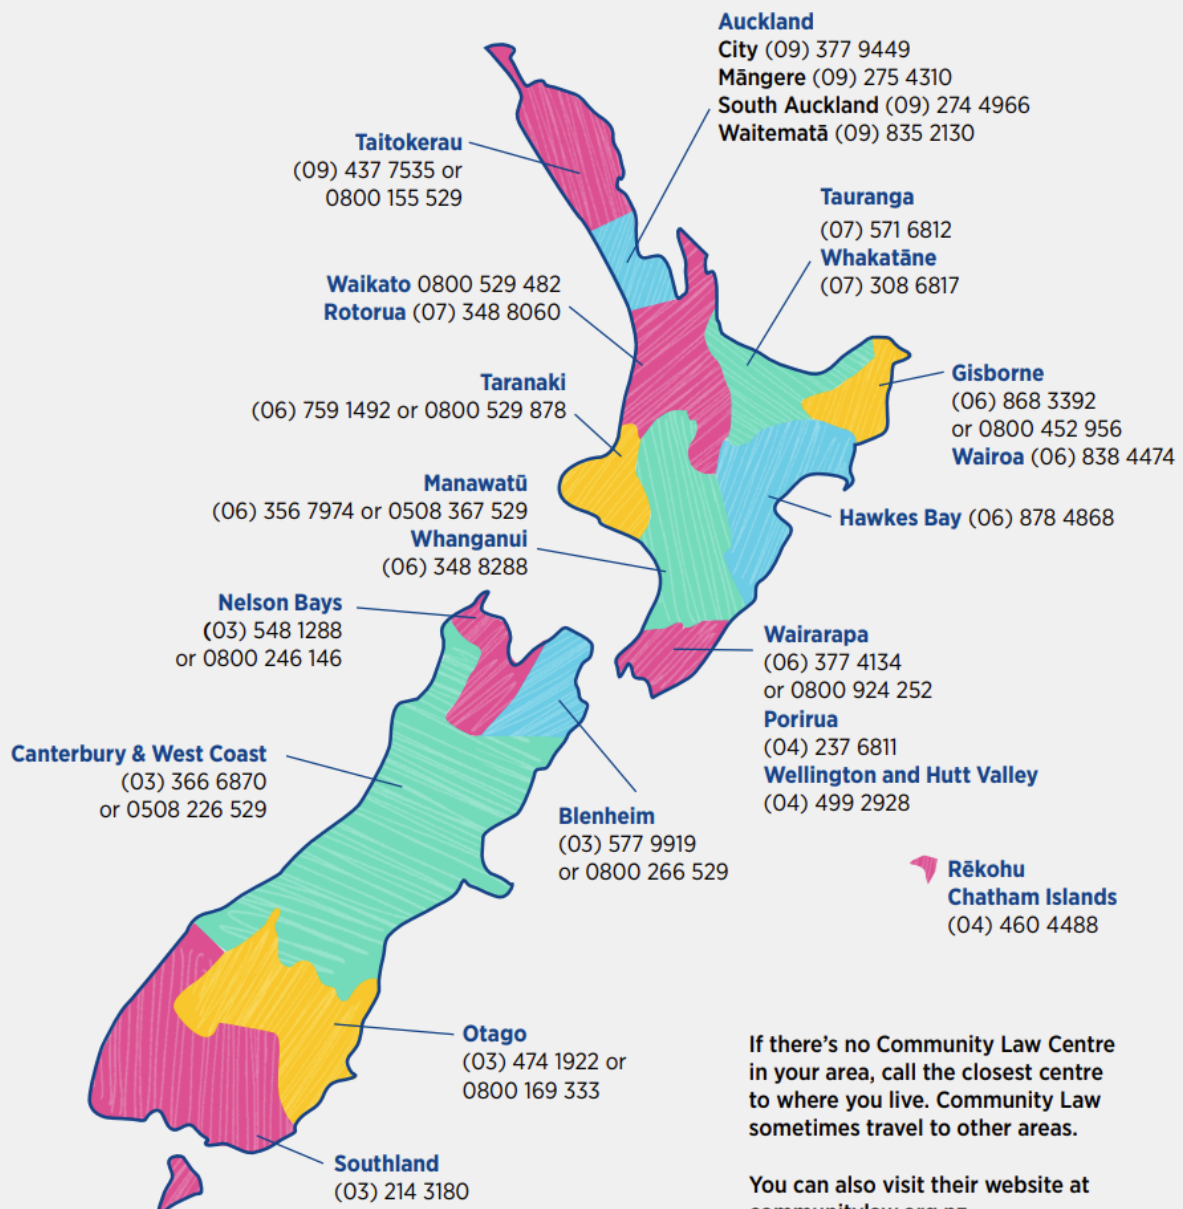 Auckland
City (09) 377 9449
Māngere (09) 275 4310
South Auckland (09) 274 4966
Waitematā (09) 835 2130
Taitokerau
(09) 437 7535 or
0800 155 529
Tauranga
(07) 571 6812
Whakatāne
(07) 308 6817
Waikato 0800 529 482
Rotorua (07) 348 8060
Taranaki
(06) 759 1492 or 0800 529 878
Gisborne
(06) 868 3392
or 0800 452 956
Wairoa (06) 838 4474
Manawatū
(06) 356 7974 or 0508 367 529
Whanganui
(06) 348 8288
Hawkes Bay (06) 878 4868
Nelson Bays
(03) 548 1288
or 0800 246 146
Wairarapa
(06) 377 4134
or 0800 924 252
Porirua
(04) 237 6811
Wellington and Hutt Valley
(04) 499 2928
Canterbury & West Coast
(03) 366 6870
or 0508 226 529
Blenheim
(03) 577 9919
or 0800 266 529
Rēkohu
Chatham Islands
(04) 460 4488
Otago
(03) 474 1922 or
0800 169 333
Southland
(03) 214 3180
If there's no Community Law Centre
in your area, call the closest centre
to where you live. Community Law
sometimes travel to other areas.
You can also visit their website at